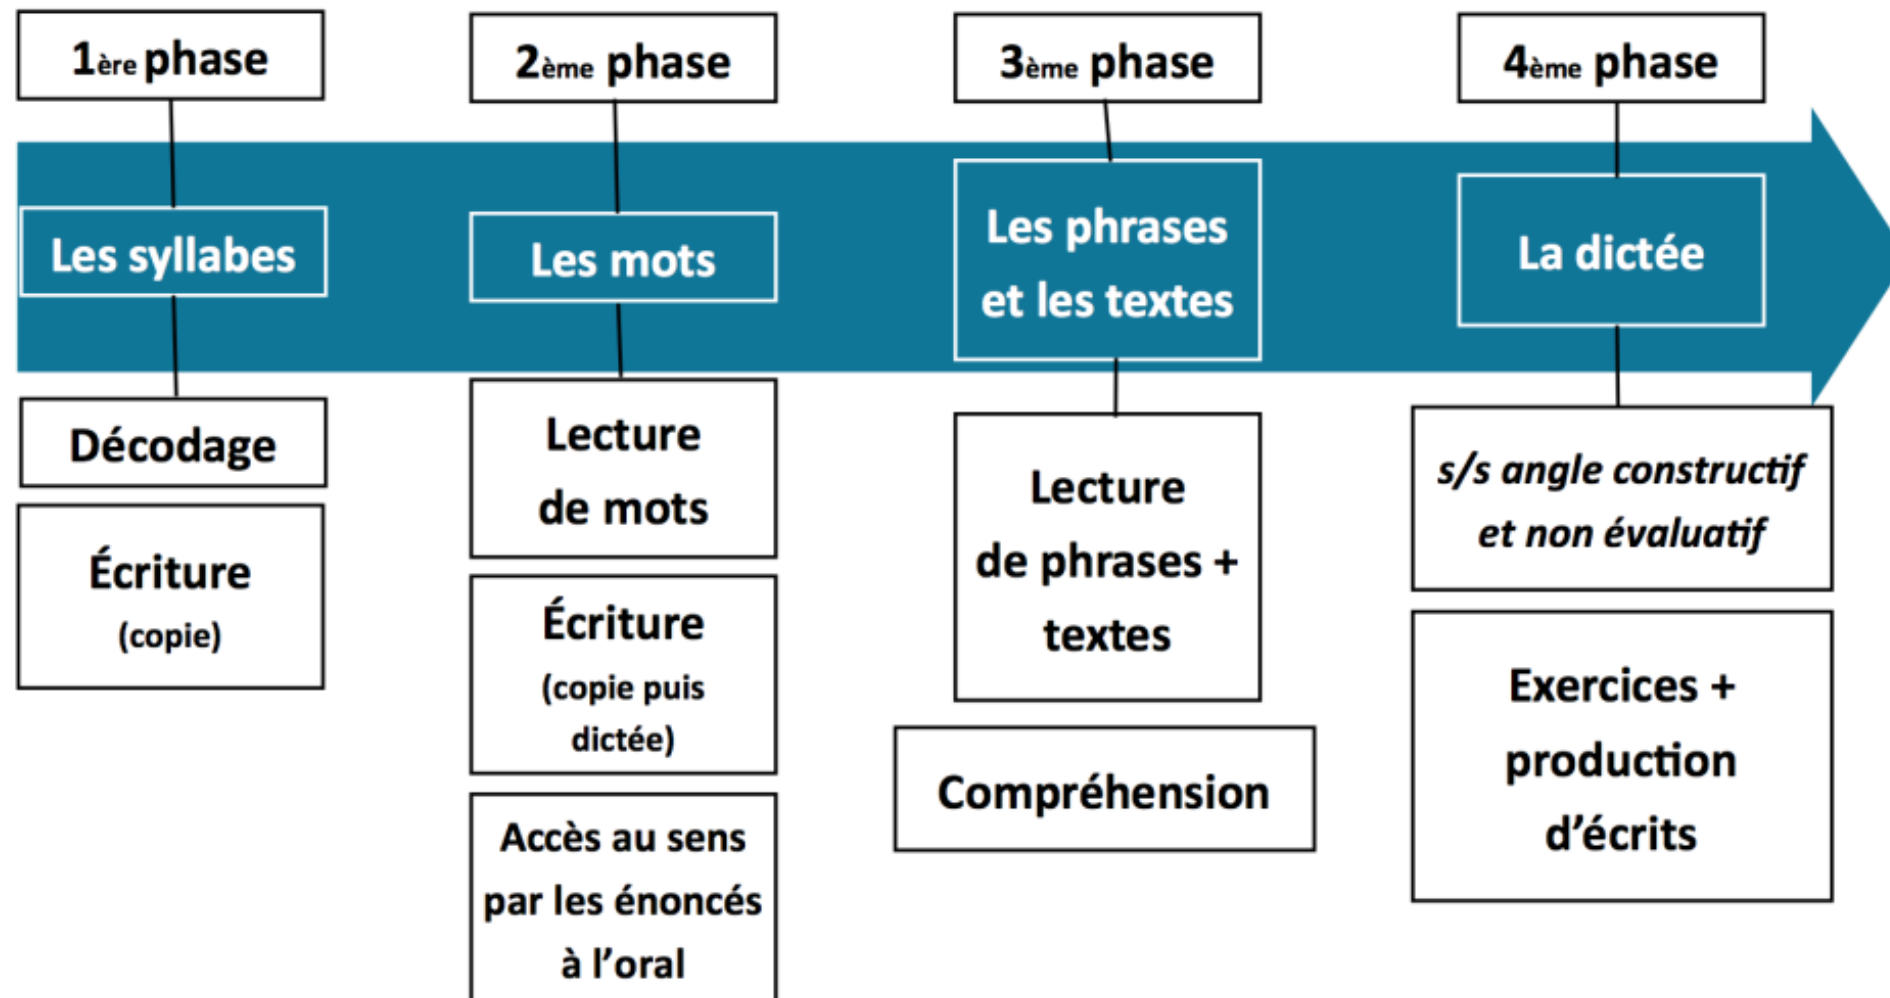 1ère phase
Les syllabes
Décodage
Écriture
(copie)
2ème phase
Les mots
Lecture
de mots
Écriture
(copie puis
dictée)
Accès au sens
par les énoncés
à l'oral
3ème phase
Les phrases
et les textes
Lecture
de phrases +
textes
Compréhension
4ème phase
La dictée
s/s angle constructif
et non évaluatif
Exercices +
production
d'écrits